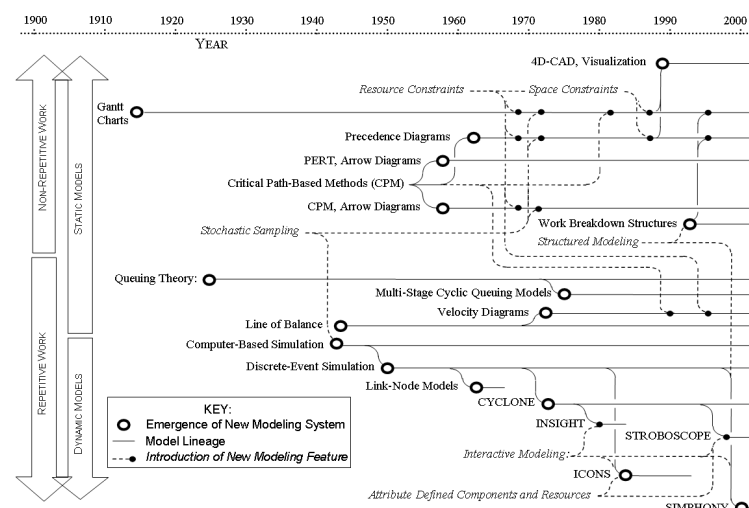 1900 1910 1920 1930 1940 1950 1960 1970 1980 1990 2000
YEAR
4D-CAD, Visualization
Resource Constraints Space Constraints
Gantt
Charts
Precedence Diagrams
PERT, Arrow Diagrams
Critical Path-Based Methods (CPM)
CPM, Arrow Diagrams
Work Breakdown Structures
Stochastic Sampling
Structured Modeling
Queuing Theory:
Multi-Stage Cyclic Queuing Models
Velocity Diagrams
Line of Balance
Computer-Based Simulation
Discrete-Event Simulation
Link-Node Models
CYCLONE
INSIGHT
STROBOSCOPE
Interactive Modeling:
ICONS
Attribute Defined Components and Resources
SIMPHONY
NON-REPETITIVE WORK
STATIC MODELS
REPETITIVE WORK
DYNAMIC MODELS
KEY:
Emergence of New Modeling System
Model Lineage
Introduction of New Modeling Feature